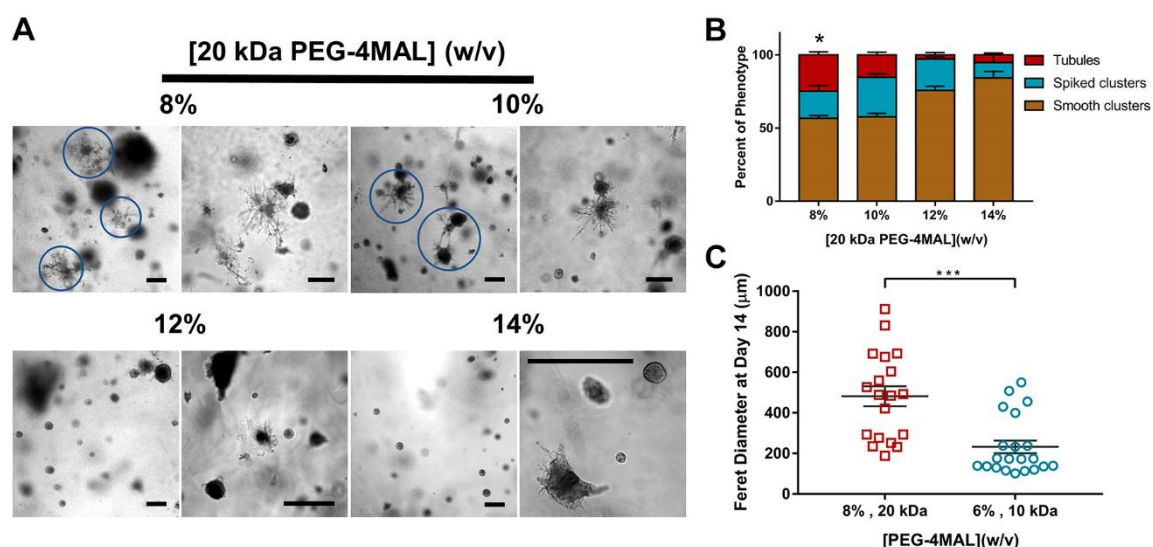 A
[20 kDa PEG-4MAL] (w/v)
8%
10%
12%
14%
B
*
Percent of Phenotype
100
50
0
8%
10%
12%
14%
[20 kDa PEG-4MAL](w/v)
Tubules
Spiked clusters
Smooth clusters
C
***
Feret Diameter at Day 14 (μm)
1000
800
600
400
200
0
8% , 20 kDa
6% , 10 kDa
[PEG-4MAL](w/v)